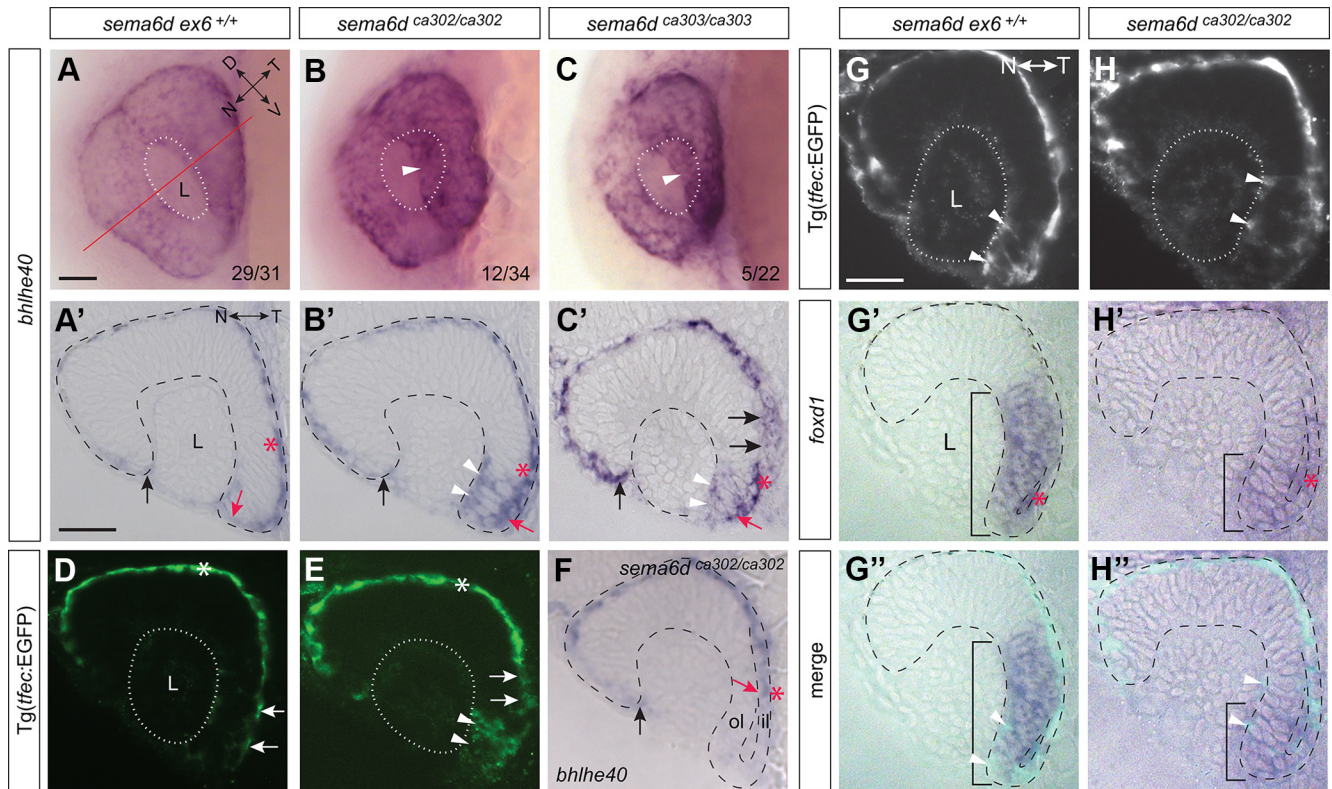 sema6d ex6 +/+
sema6d ca302/ca302
sema6d ca303/ca303
sema6d ex6 +/+
sema6d ca302/ca302
bhlhe40
A
D
T
N
V
L
29/31
B
12/34
C
5/22
Tg(tfec:EGFP)
G
N T
L
H
A'
N T
L
*
B'
*
C'
*
foxd1
G'
L
*
H'
*
Tg(tfec:EGFP)
D
*
L
E
*
F
sema6d ca302/ca302
*
ol
il
bhlhe40
merge
G''
H''